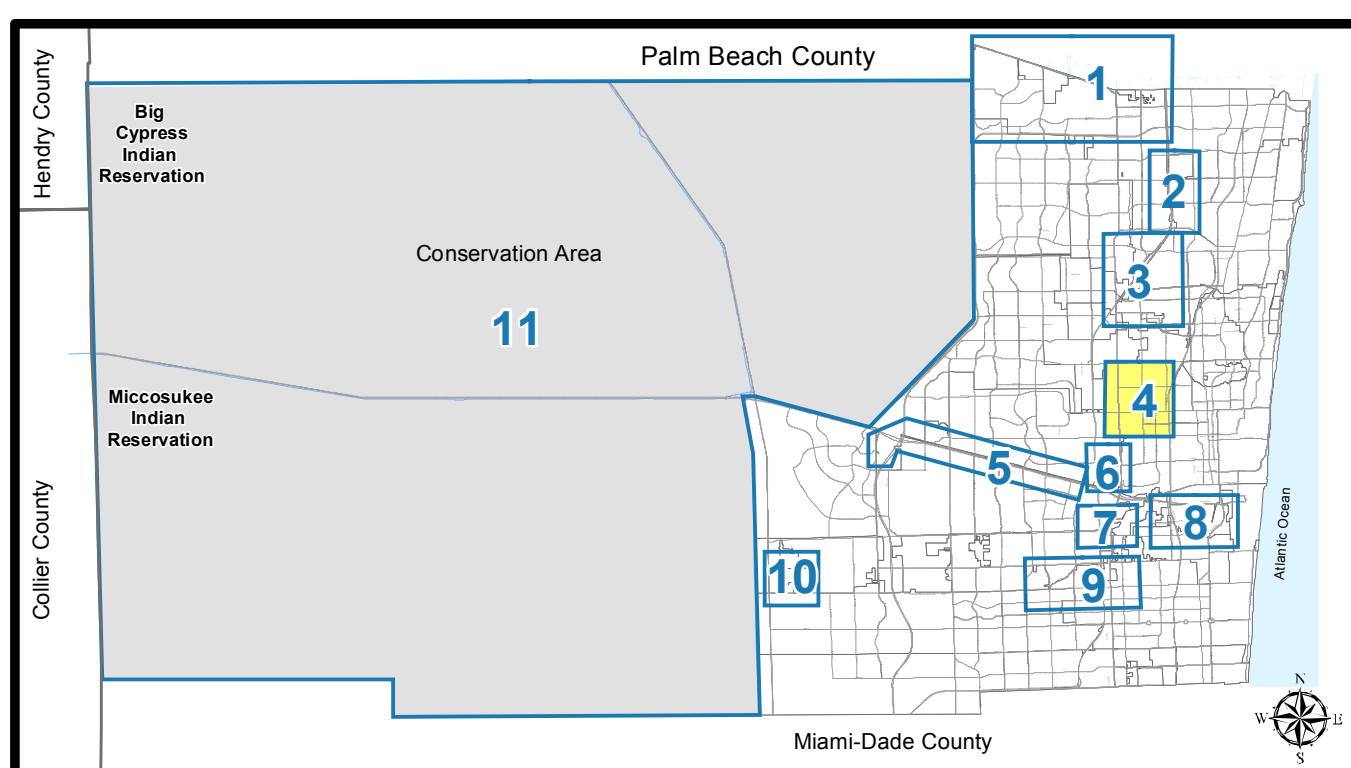 Palm Beach County
Hendry County
1
Big
Cypress
Indian
Reservation
2
Conservation Area
3
11
Miccosukee
Indian
Reservation
4
5
6
7
8
Collier County
Atlantic Ocean
10
9
N
W
E
S
Miami-Dade County